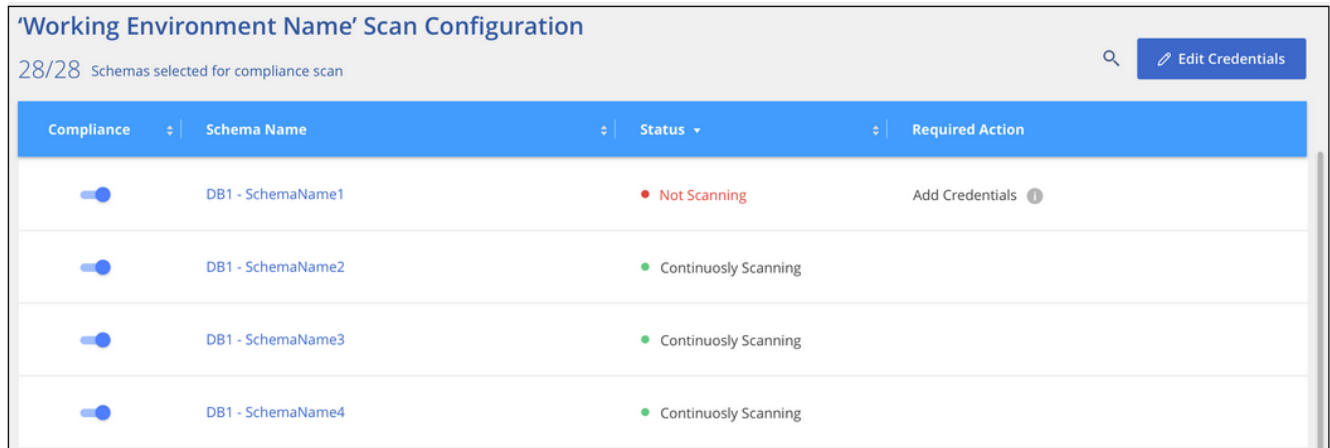 ‘Working Environment Name’ Scan Configuration
28/28 Schemas selected for compliance scan
Edit Credentials
Compliance Schema Name Status Required Action
DB1 - SchemaName1 Not Scanning Add Credentials i
DB1 - SchemaName2 Continuosly Scanning
DB1 - SchemaName3 Continuosly Scanning
DB1 - SchemaName4 Continuosly Scanning